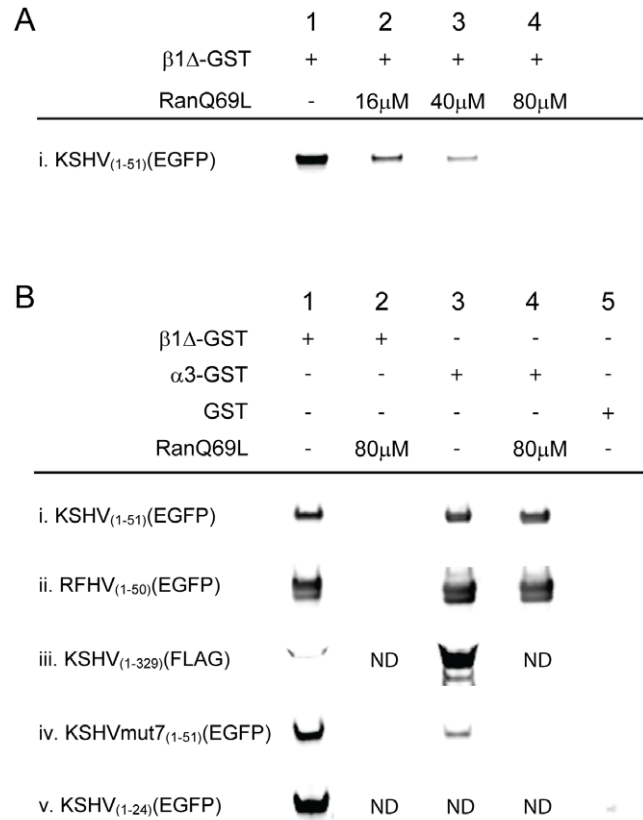 A
1 2 3 4
β1Δ-GST + + + +
RanQ69L - 16μM 40μM 80μM
i. KSHV(1-51)(EGFP)
B
1 2 3 4 5
β1Δ-GST + + - - -
α3-GST - - + + -
GST - - - - +
RanQ69L - 80μM - 80μM -
i. KSHV(1-51)(EGFP)
ii. RFHV(1-50)(EGFP)
iii. KSHV(1-329)(FLAG) ND ND
iv. KSHVmut7(1-51)(EGFP)
v. KSHV(1-24)(EGFP) ND ND ND